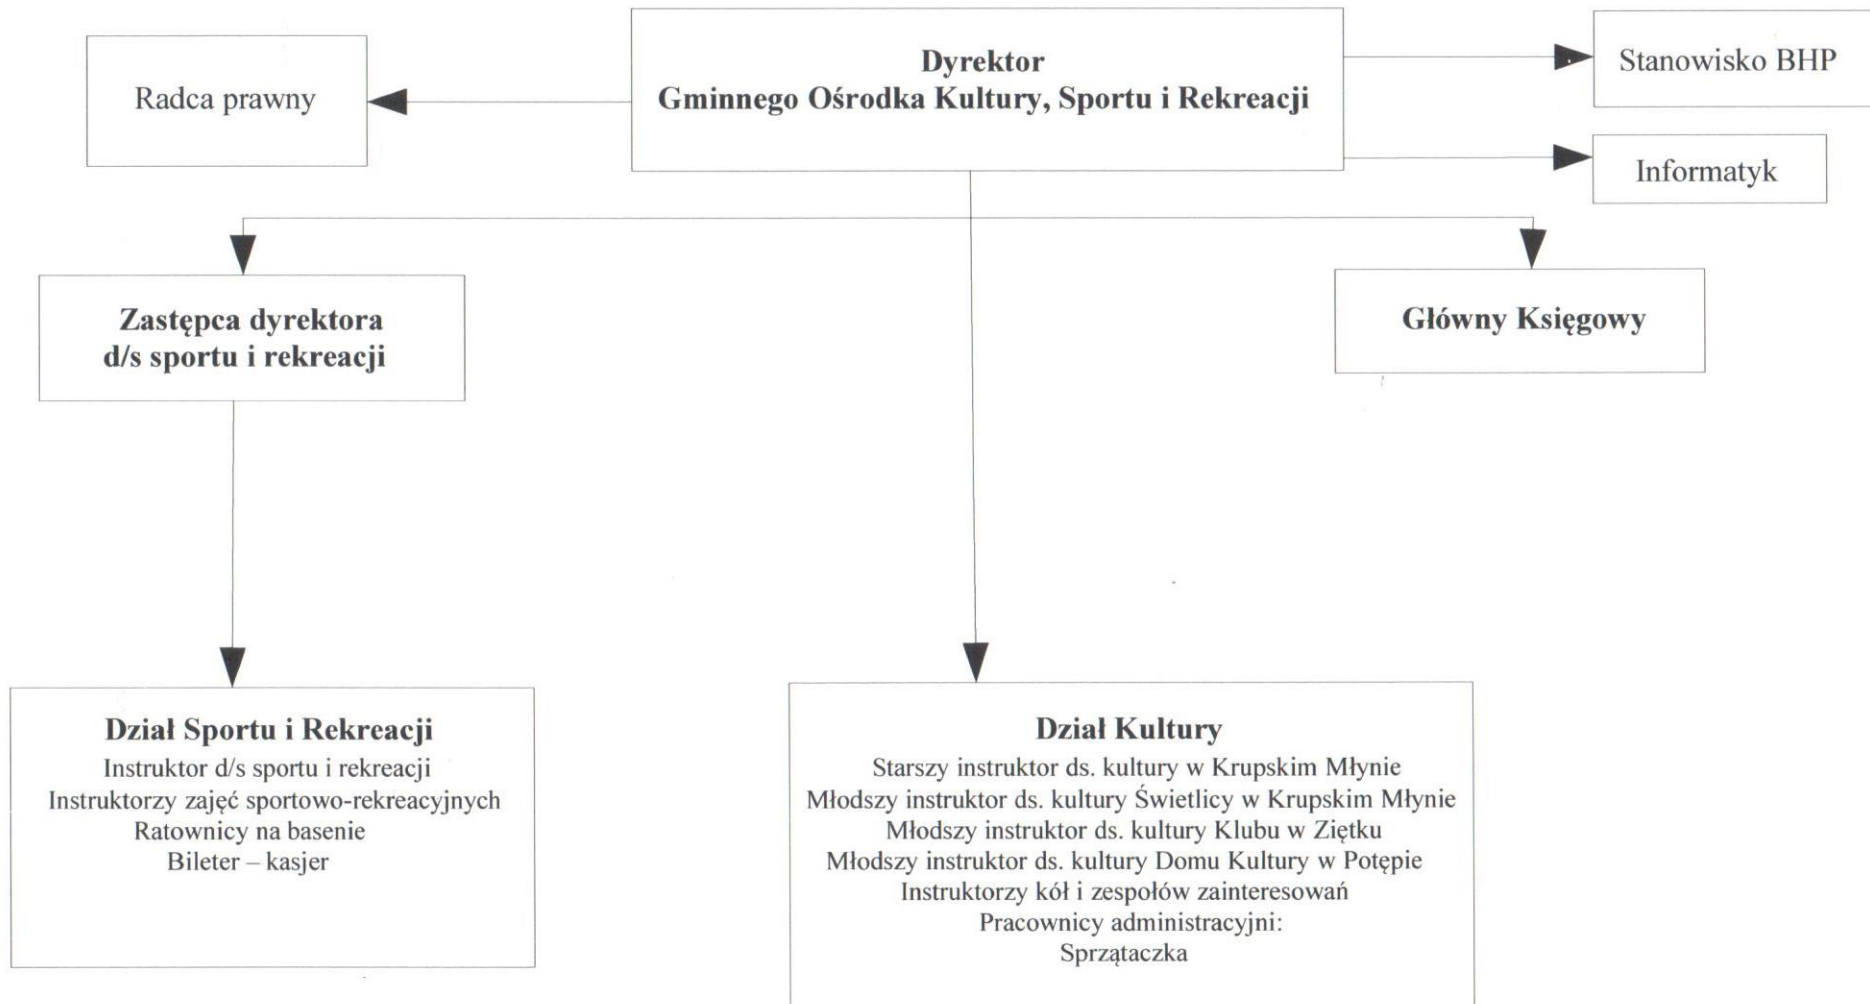 Dyrektor
Gminnego Ośrodka Kultury, Sportu i Rekreacji
Radca prawny
Stanowisko BHP
Informatyk
Zastępca dyrektora
d/s sportu i rekreacji
Główny Księgowy
Dział Sportu i Rekreacji
Instruktor d/s sportu i rekreacji
Instruktorzy zajęć sportowo-rekreacyjnych
Ratownicy na basenie
Bileter – kasjer
Dział Kultury
Starszy instruktor ds. kultury w Krupskim Młynie
Młodszy instruktor ds. kultury Świetlicy w Krupskim Młynie
Młodszy instruktor ds. kultury Klubu w Ziętku
Młodszy instruktor ds. kultury Domu Kultury w Potępie
Instruktorzy kół i zespołów zainteresowań
Pracownicy administracyjni:
Sprzątaczka